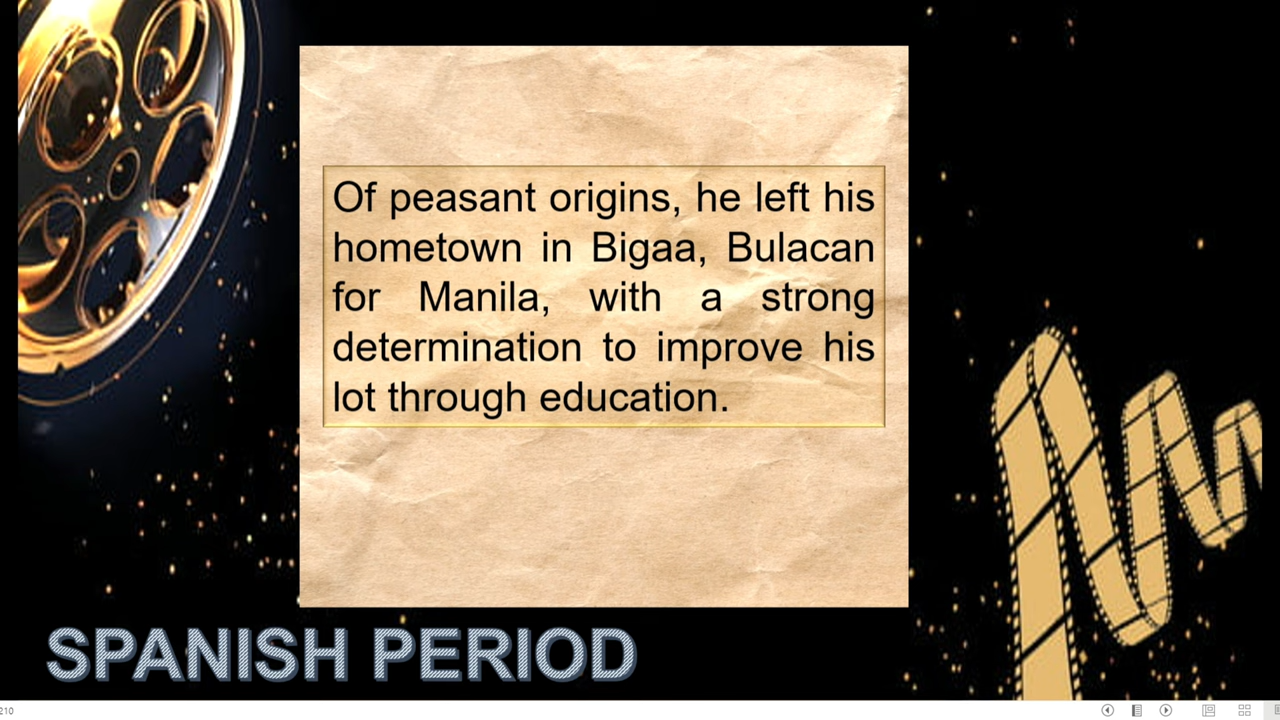 Of peasant origins, he left his
hometown in Bigaa, Bulacan
for Manila, with a strong
determination to improve his
lot through education.
SPANISH PERIOD
210